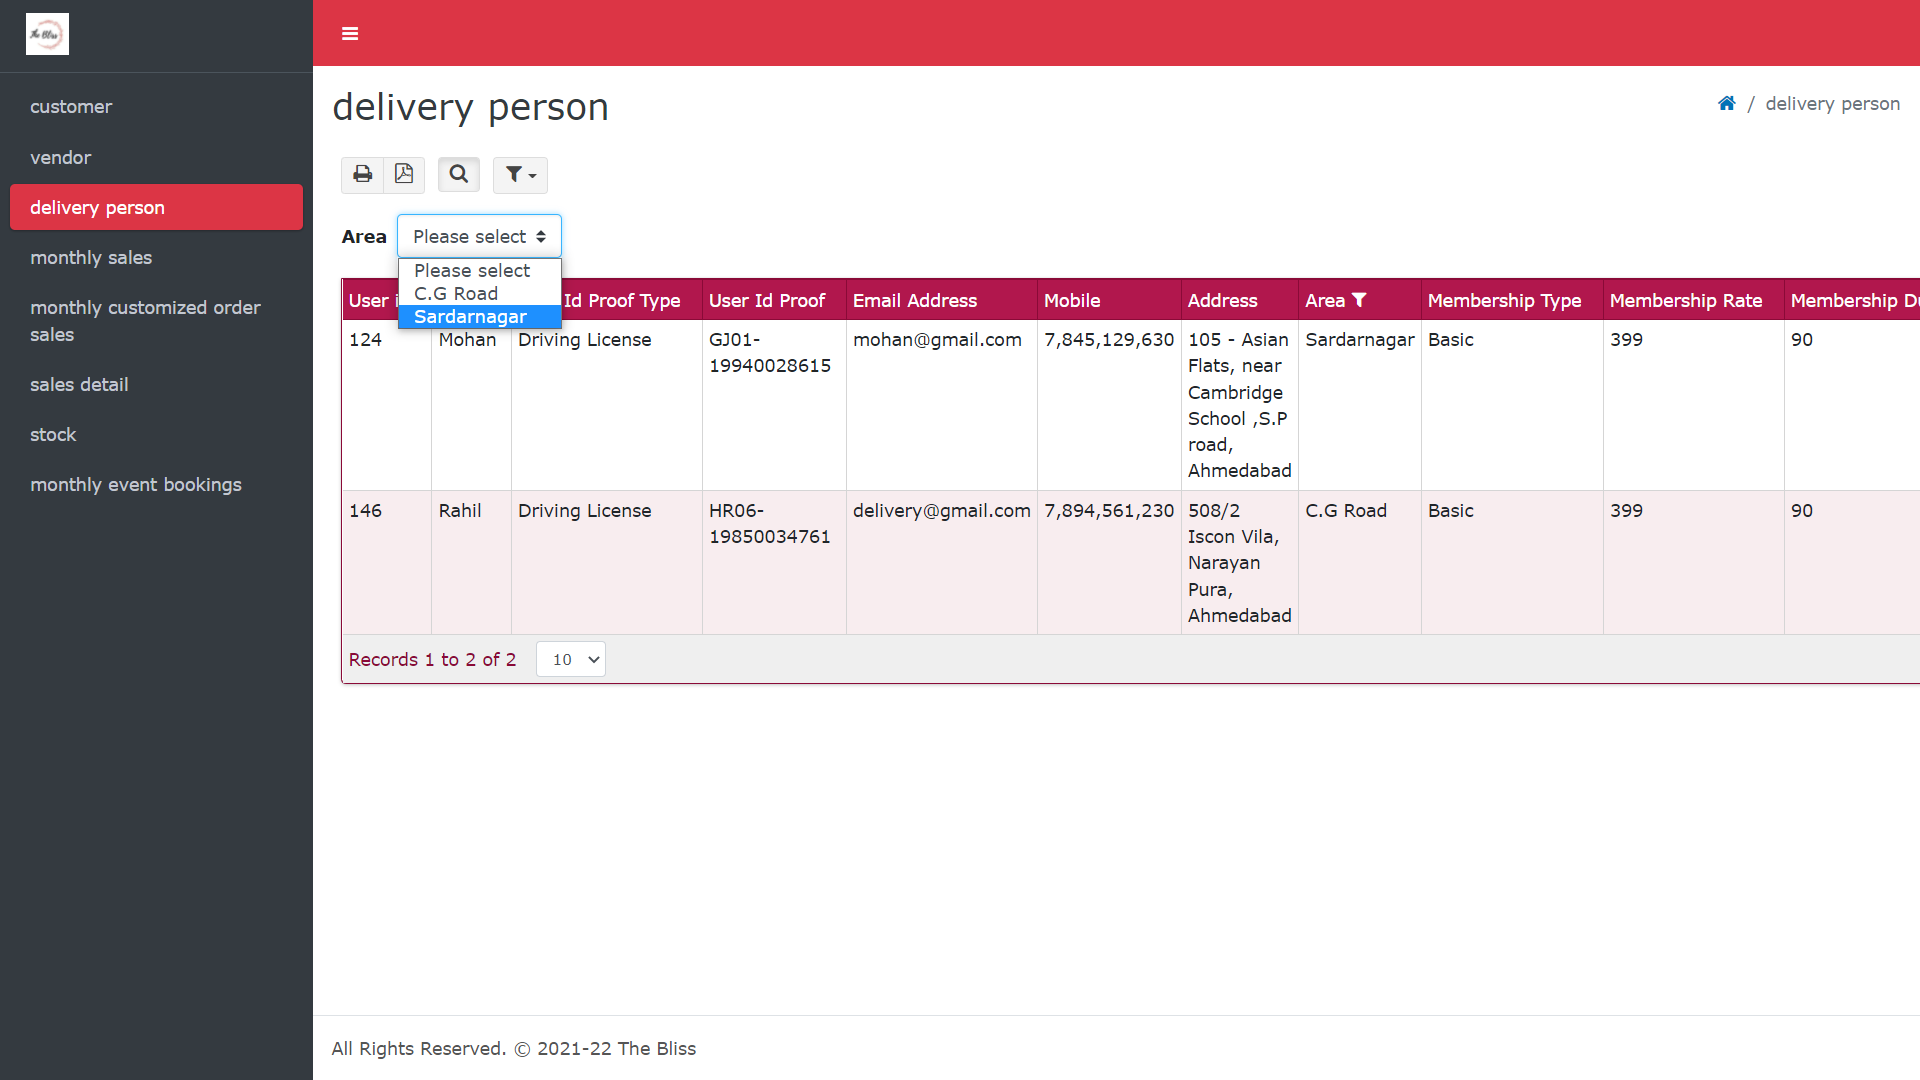 The Bliss
customer
vendor
delivery person
monthly sales
monthly customized order
sales
sales detail
stock
monthly event bookings
delivery person
/ delivery person
Area
Please select
Please select
C.G Road
Sardarnagar
User Id Proof Type User Id Proof Email Address Mobile Address Area Membership Type Membership Rate Membership
124 Mohan Driving License GJ01-
19940028615
mohan@gmail.com 7,845,129,630
105 - Asian
Flats, near
Cambridge
School ,S.P
road,
Ahmedabad
Sardarnagar Basic 399 90
146 Rahil Driving License HR06-
19850034761
delivery@gmail.com 7,894,561,230
508/2
Iscon Vila,
Narayan
Pura,
Ahmedabad
C.G Road Basic 399 90
Records 1 to 2 of 2 10
All Rights Reserved. © 2021-22 The Bliss